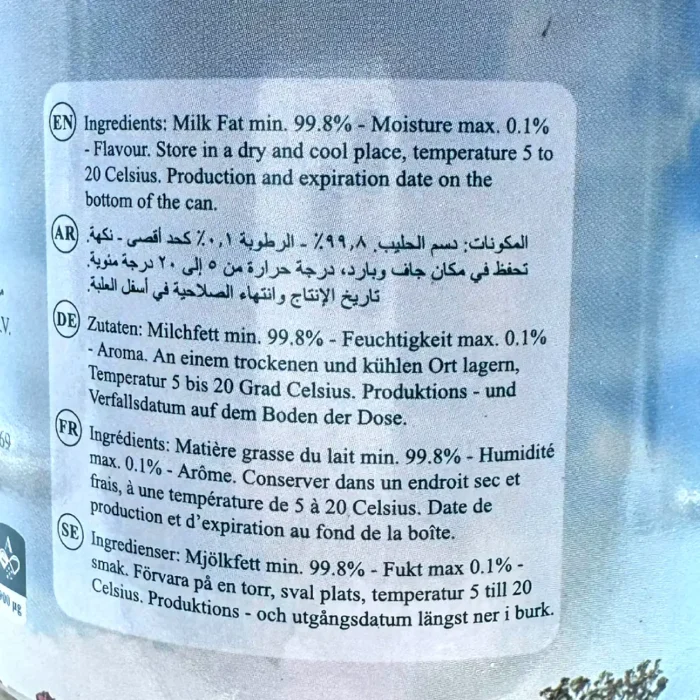 EN Ingredients: Milk Fat min. 99.8% - Moisture max. 0.1%
- Flavour. Store in a dry and cool place, temperature 5 to
20 Celsius. Production and expiration date on the
bottom of the can.
AR المكونات: دسم الحليب ٩٩,٨٪ - الرطوبة ٠,١٪ كحد أقصى - نكهة.
تحفظ في مكان جاف وبارد، درجة حرارة من ٥ إلى ٢٠ درجة مئوية.
تاريخ الإنتاج وانتهاء الصلاحية في أسفل العلبة.
DE Zutaten: Milchfett min. 99.8% - Feuchtigkeit max. 0.1%
- Aroma. An einem trockenen und kühlen Ort lagern,
Temperatur 5 bis 20 Grad Celsius. Produktions - und
Verfallsdatum auf dem Boden der Dose.
FR Ingrédients: Matière grasse du lait min. 99.8% - Humidité
max. 0.1% - Arôme. Conserver dans un endroit sec et
frais, à une température de 5 à 20 Celsius. Date de
production et d'expiration au fond de la boîte.
SE Ingredienser: Mjölkfett min. 99.8% - Fukt max 0.1% -
smak. Förvara på en torr, sval plats, temperatur 5 till 20
Celsius. Produktions - och utgångsdatum längst ner i burk.
V.
69
A
µg